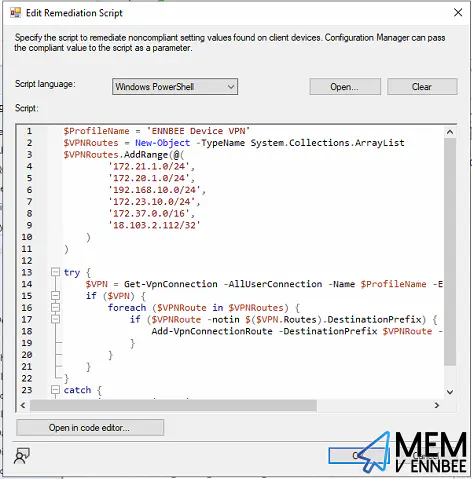 Edit Remediation Script
Specify the script to remediate noncompliant setting values found on client devices. Configuration Manager can pass
the compliant value to the script as a parameter.
Script language:
Windows PowerShell
Open...
Clear
Script:
1 $ProfileName = 'ENNBEE Device VPN'
2 $VPNRoutes = New-Object -TypeName System.Collections.ArrayList
3 $VPNRoutes.AddRange(@(
4 '172.21.1.0/24',
5 '172.20.1.0/24',
6 '192.168.10.0/24',
7 '172.23.10.0/24',
8 '172.37.0.0/16',
9 '18.103.2.112/32'
10 )
11 )
12
13 try {
14 $VPN = Get-VpnConnection -AllUserConnection -Name $ProfileName -E
15 if ($VPN) {
16 foreach ($VPNRoute in $VPNRoutes) {
17 if ($VPNRoute -notin $($VPN.Routes).DestinationPrefix) {
18 Add-VpnConnectionRoute -DestinationPrefix $VPNRoute -
19 }
20 }
21 }
22 }
23 catch {
Open in code editor...
MEM
V ENNBEE